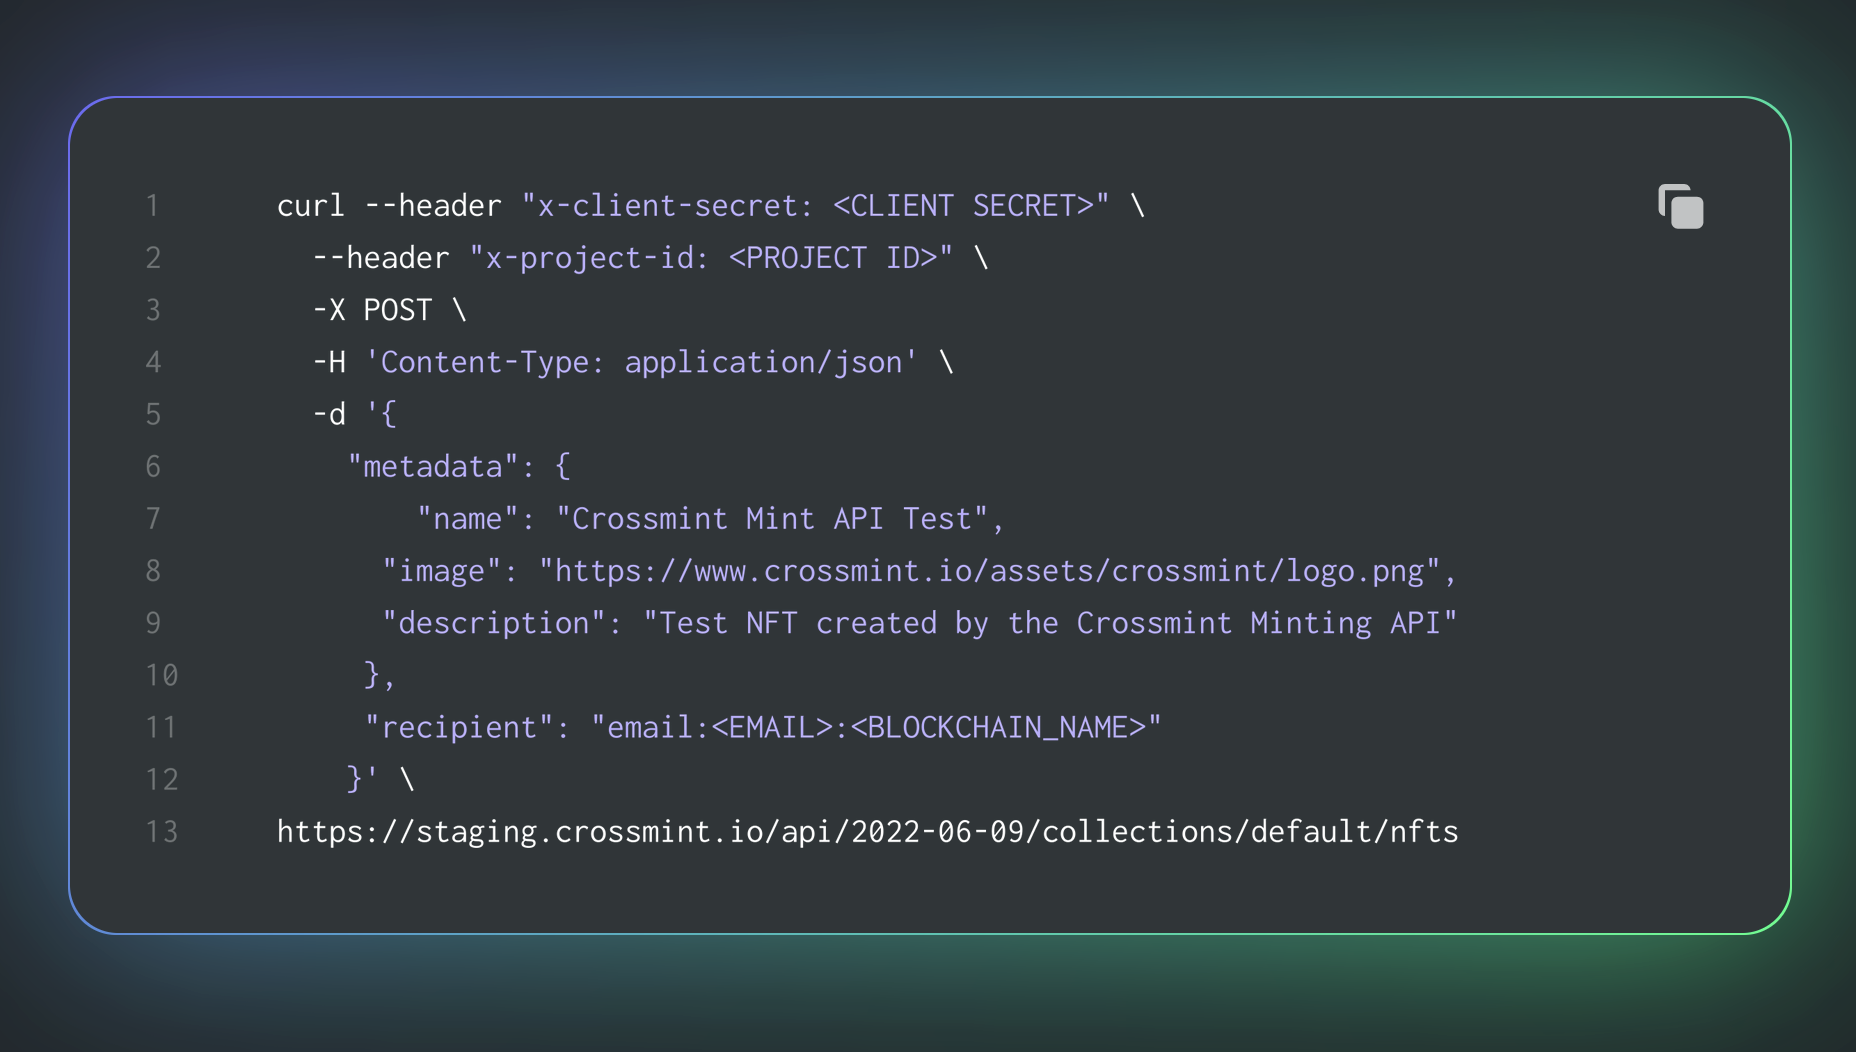 1 curl --header "x-client-secret: <CLIENT SECRET>" \
2 --header "x-project-id: <PROJECT ID>" \
3 -X POST \
4 -H 'Content-Type: application/json' \
5 -d '{
6 "metadata": {
7 "name": "Crossmint Mint API Test",
8 "image": "https://www.crossmint.io/assets/crossmint/logo.png",
9 "description": "Test NFT created by the Crossmint Minting API"
10 },
11 "recipient": "email:<EMAIL>:<BLOCKCHAIN_NAME>"
12 }' \
13 https://staging.crossmint.io/api/2022-06-09/collections/default/nfts